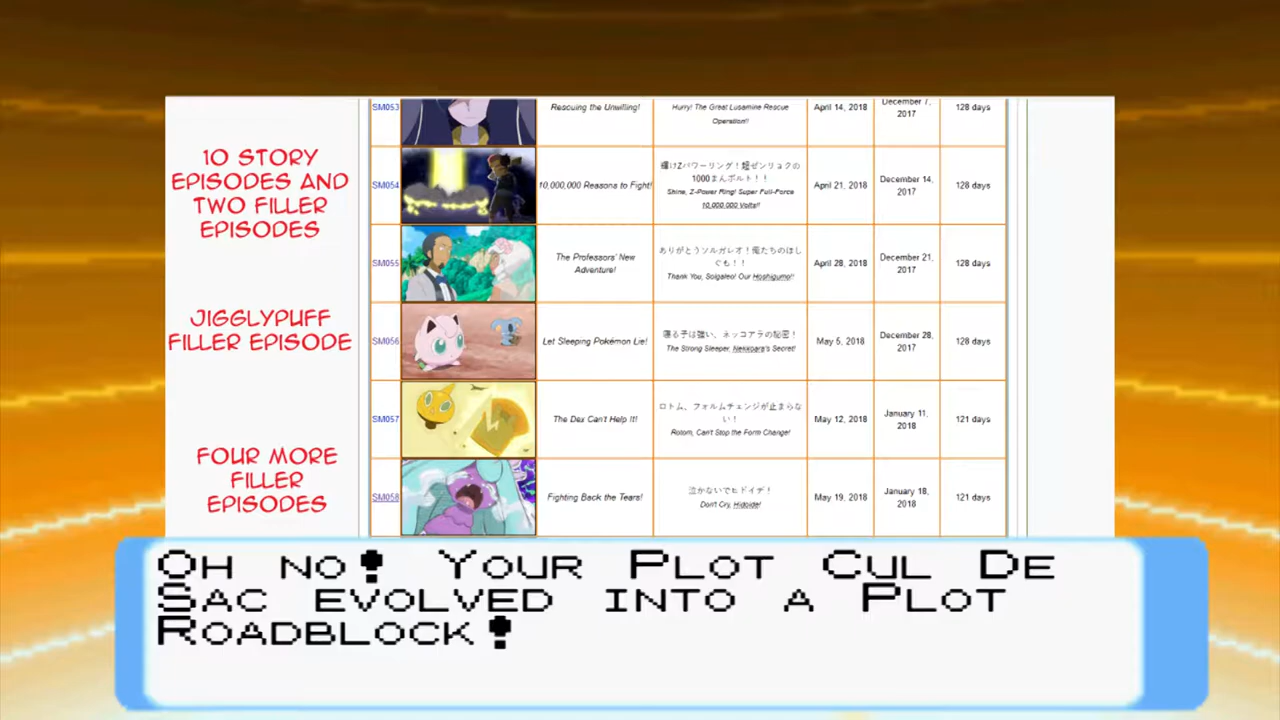 SM053
Rescuing the Unwilling!
Hurry! The Great Lusamine Rescue
Operation!!
April 14, 2018
December 7,
2017
128 days
10 STORY
EPISODES AND
TWO FILLER
EPISODES
SM054
10,000,000 Reasons to Fight!
輝けZパワーリング!超ゼンリョクの
1000まんボルト!!
Shine, Z-Power Ring! Super Full-Force
10,000,000 Volts!!
April 21, 2018
December 14,
2017
128 days
SM055
The Professors' New
Adventure!
ありがとうソルガレオ!俺たちのほし
ぐも!!
Thank You, Solgaleo! Our Hoshigumo!!
April 28, 2018
December 21,
2017
128 days
JIGGLYPUFF
FILLER EPISODE
SM056
Let Sleeping Pokémon Lie!
寝る子は強い、ネッコアラの秘密!
The Strong Sleeper, Nekkoara's Secret!
May 5, 2018
December 28,
2017
128 days
SM057
The Dex Can't Help It!
ロトム、フォルムチェンジが止まらな
い!
Rotom, Can't Stop the Form Change!
May 12, 2018
January 11,
2018
121 days
FOUR MORE
FILLER
EPISODES
SM058
Fighting Back the Tears!
泣かないでヒドイデ!
Don't Cry, Hidoide!
May 19, 2018
January 18,
2018
121 days
OH NO! YOUR PLOT CUL DE
SAC EVOLVED INTO A PLOT
ROADBLOCK!